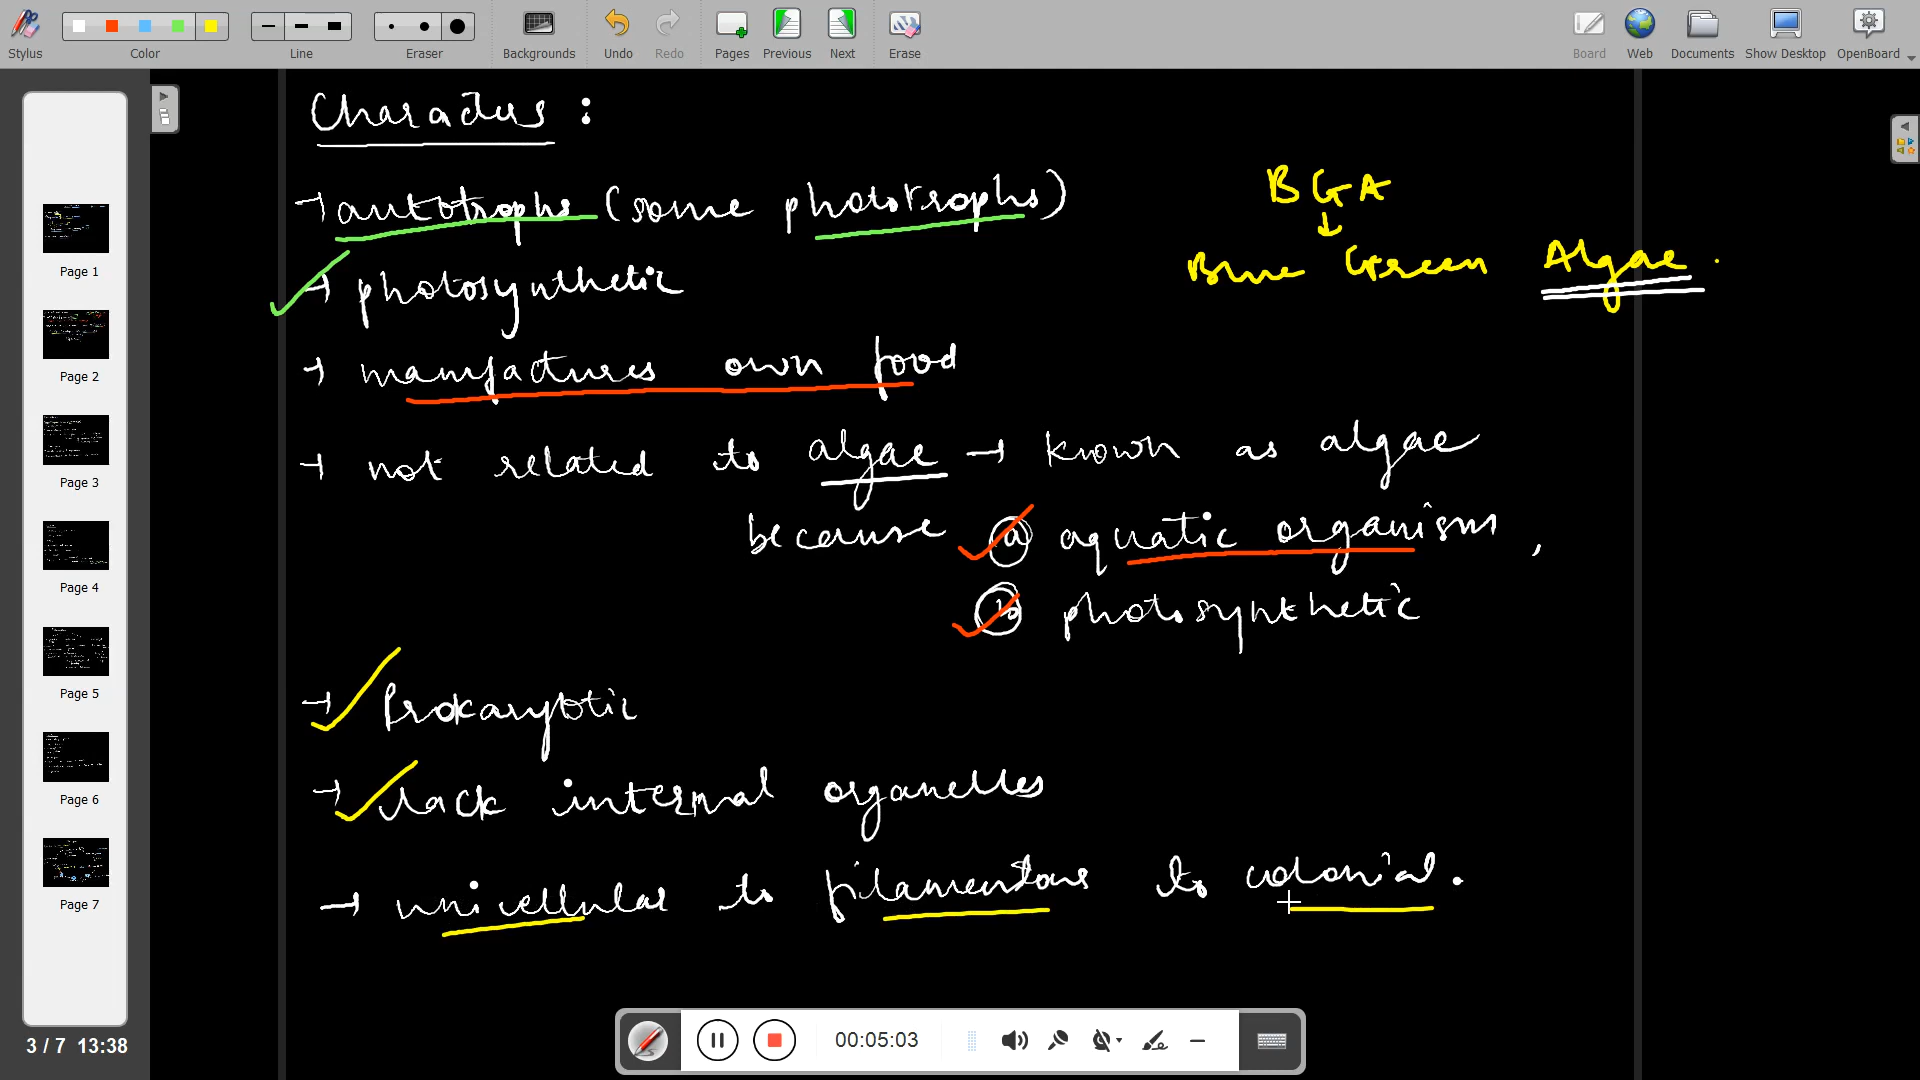 Stylus Color Line Eraser Backgrounds Undo Redo Pages Previous Next Erase Board Web Documents Show Desktop OpenBoard
Characters :
→ autotrophs (some phototrophs)
BGA
↓
Blue Green Algae .
→ photosynthetic
→ manufactures own food
→ not related to algae → known as algae
because ⓐ aquatic organism ,
ⓑ photosynthetic
→ Prokaryotic
→ lack internal organelles
→ unicellular to filamentous to colonial .
Page 1
Page 2
Page 3
Page 4
Page 5
Page 6
Page 7
3 / 7 13:38
00:05:03